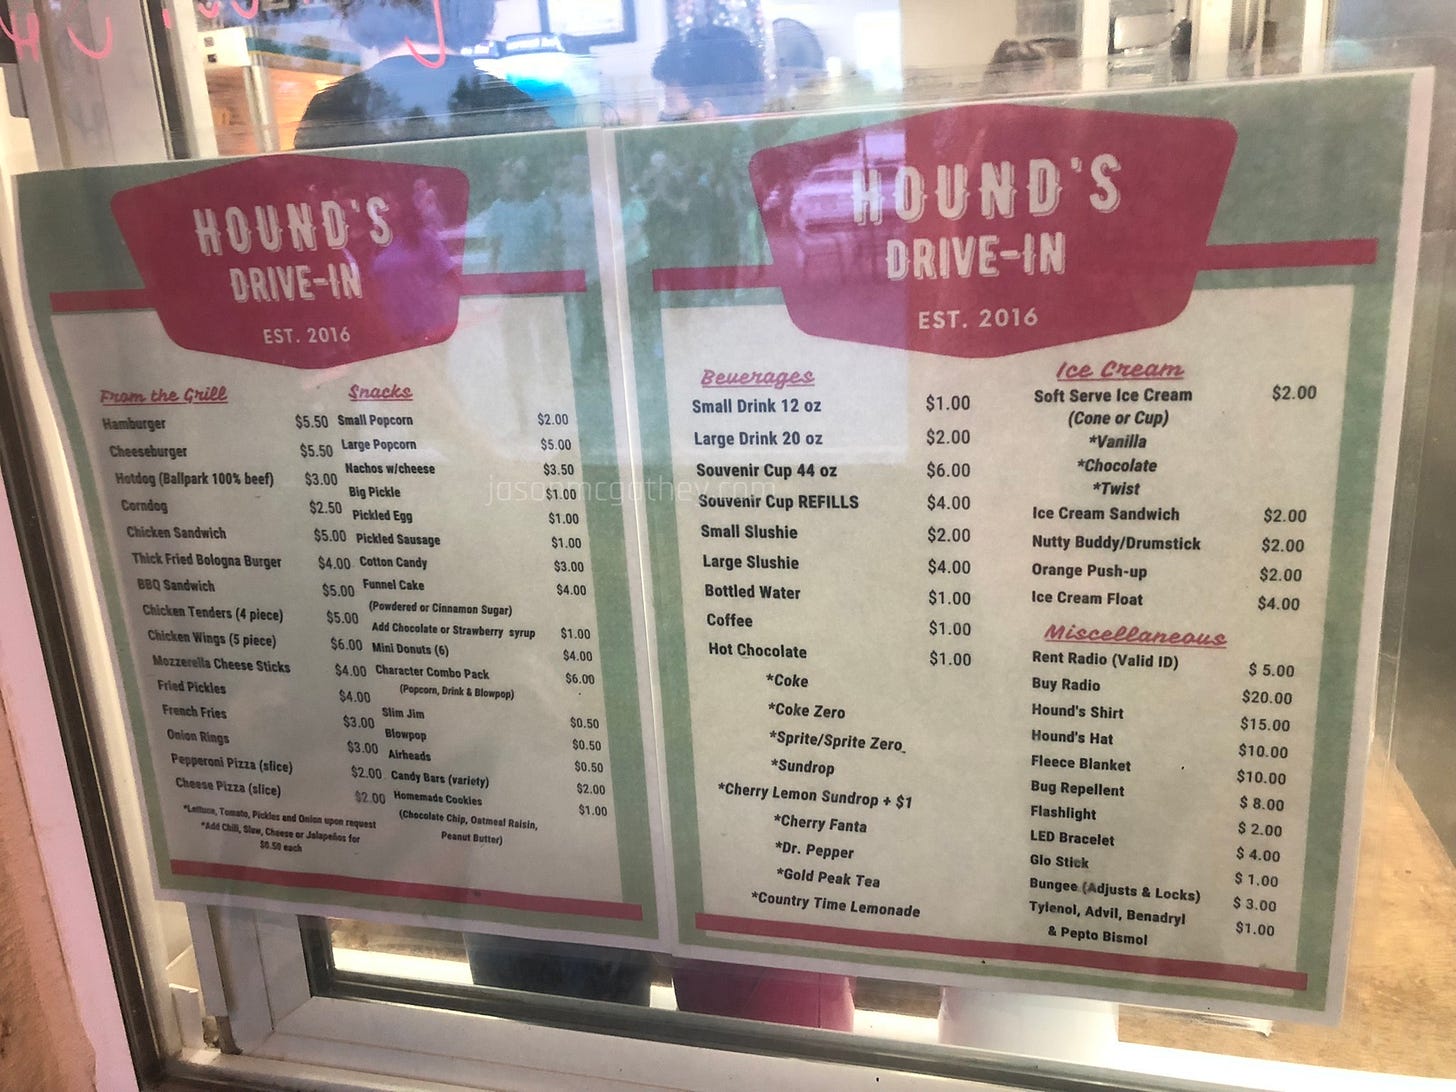 HOUND'S
DRIVE-IN
EST. 2016
From the Grill
Hamburger $5.50
Cheeseburger $5.50
Hotdog (Ballpark 100% beef) $3.00
Corndog $2.50
Chicken Sandwich $5.00
Thick Fried Bologna Burger $4.00
BBQ Sandwich $5.00
Chicken Tenders (4 piece) $5.00
Chicken Wings (5 piece) $6.00
Mozzerella Cheese Sticks $4.00
Fried Pickles $4.00
French Fries $3.00
Onion Rings $3.00
Pepperoni Pizza (slice) $2.00
Cheese Pizza (slice) $2.00
*Lettuce, Tomato, Pickles and Onion upon request
*Add Chili, Slaw, Cheese or Jalapeños for
$0.50 each
Snacks
Small Popcorn $2.00
Large Popcorn $5.00
Nachos w/cheese $3.50
Big Pickle $1.00
Pickled Egg $1.00
Pickled Sausage $1.00
Cotton Candy $3.00
Funnel Cake $4.00
(Powdered or Cinnamon Sugar)
Add Chocolate or Strawberry syrup $1.00
Mini Donuts (6) $4.00
Character Combo Pack $6.00
(Popcorn, Drink & Blowpop)
Slim Jim $0.50
Blowpop $0.50
Airheads $0.50
Candy Bars (variety) $2.00
Homemade Cookies $1.00
(Chocolate Chip, Oatmeal Raisin,
Peanut Butter)
HOUND'S
DRIVE-IN
EST. 2016
Beverages
Small Drink 12 oz $1.00
Large Drink 20 oz $2.00
Souvenir Cup 44 oz $6.00
Souvenir Cup REFILLS $4.00
Small Slushie $2.00
Large Slushie $4.00
Bottled Water $1.00
Coffee $1.00
Hot Chocolate $1.00
*Coke
*Coke Zero
*Sprite/Sprite Zero
*Sundrop
*Cherry Lemon Sundrop + $1
*Cherry Fanta
*Dr. Pepper
*Gold Peak Tea
*Country Time Lemonade
Ice Cream
Soft Serve Ice Cream $2.00
(Cone or Cup)
*Vanilla
*Chocolate
*Twist
Ice Cream Sandwich $2.00
Nutty Buddy/Drumstick $2.00
Orange Push-up $2.00
Ice Cream Float $4.00
Miscellaneous
Rent Radio (Valid ID) $ 5.00
Buy Radio $20.00
Hound's Shirt $15.00
Hound's Hat $10.00
Fleece Blanket $10.00
Bug Repellent $ 8.00
Flashlight $ 2.00
LED Bracelet $ 4.00
Glo Stick $ 1.00
Bungee (Adjusts & Locks) $ 3.00
Tylenol, Advil, Benadryl $1.00
& Pepto Bismol
jasonmcgathey.com